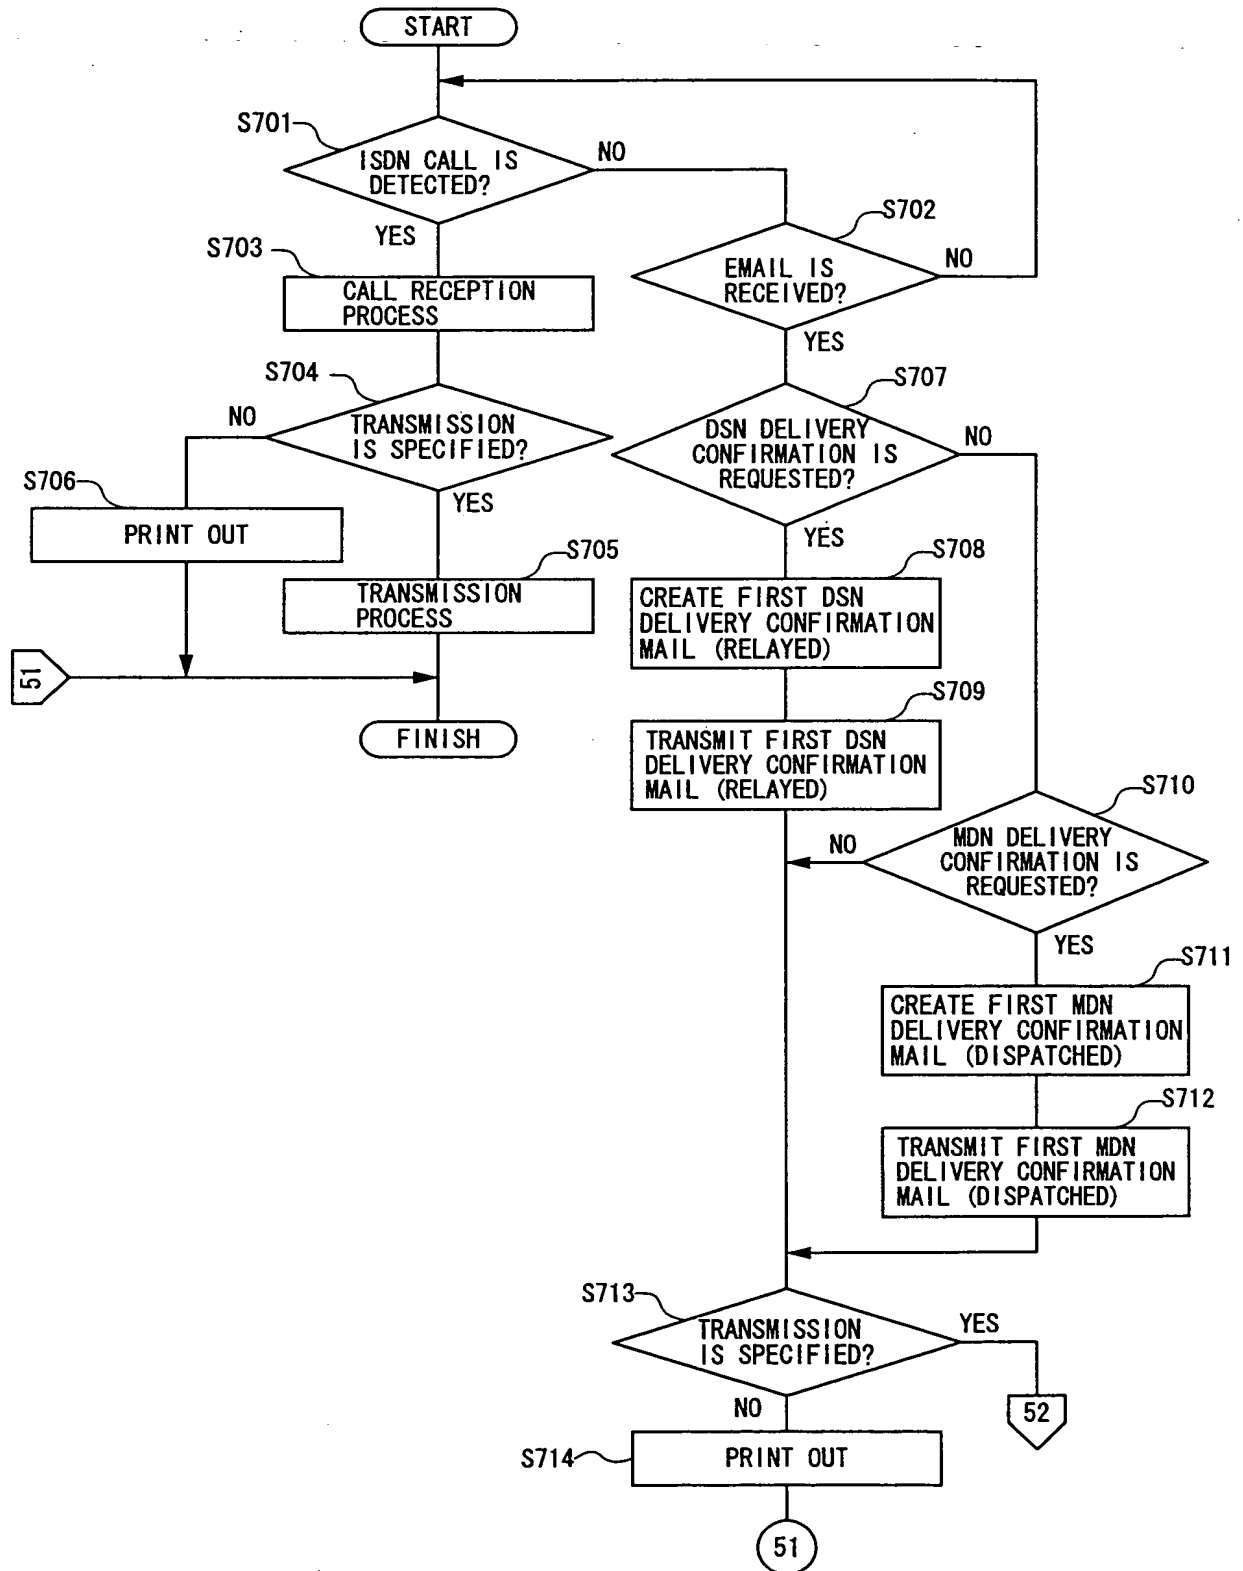 START
S701
ISDN CALL IS
DETECTED?
NO
YES
S702
EMAIL IS
RECEIVED?
NO
YES
S703
CALL RECEPTION
PROCESS
S704
TRANSMISSION
IS SPECIFIED?
NO
YES
S707
DSN DELIVERY
CONFIRMATION IS
REQUESTED?
NO
YES
S706
PRINT OUT
S705
TRANSMISSION
PROCESS
S708
CREATE FIRST DSN
DELIVERY CONFIRMATION
MAIL (RELAYED)
51
FINISH
S709
TRANSMIT FIRST DSN
DELIVERY CONFIRMATION
MAIL (RELAYED)
S710
MDN DELIVERY
CONFIRMATION IS
REQUESTED?
NO
YES
S711
CREATE FIRST MDN
DELIVERY CONFIRMATION
MAIL (DISPATCHED)
S712
TRANSMIT FIRST MDN
DELIVERY CONFIRMATION
MAIL (DISPATCHED)
S713
TRANSMISSION
IS SPECIFIED?
YES
NO
52
S714
PRINT OUT
51